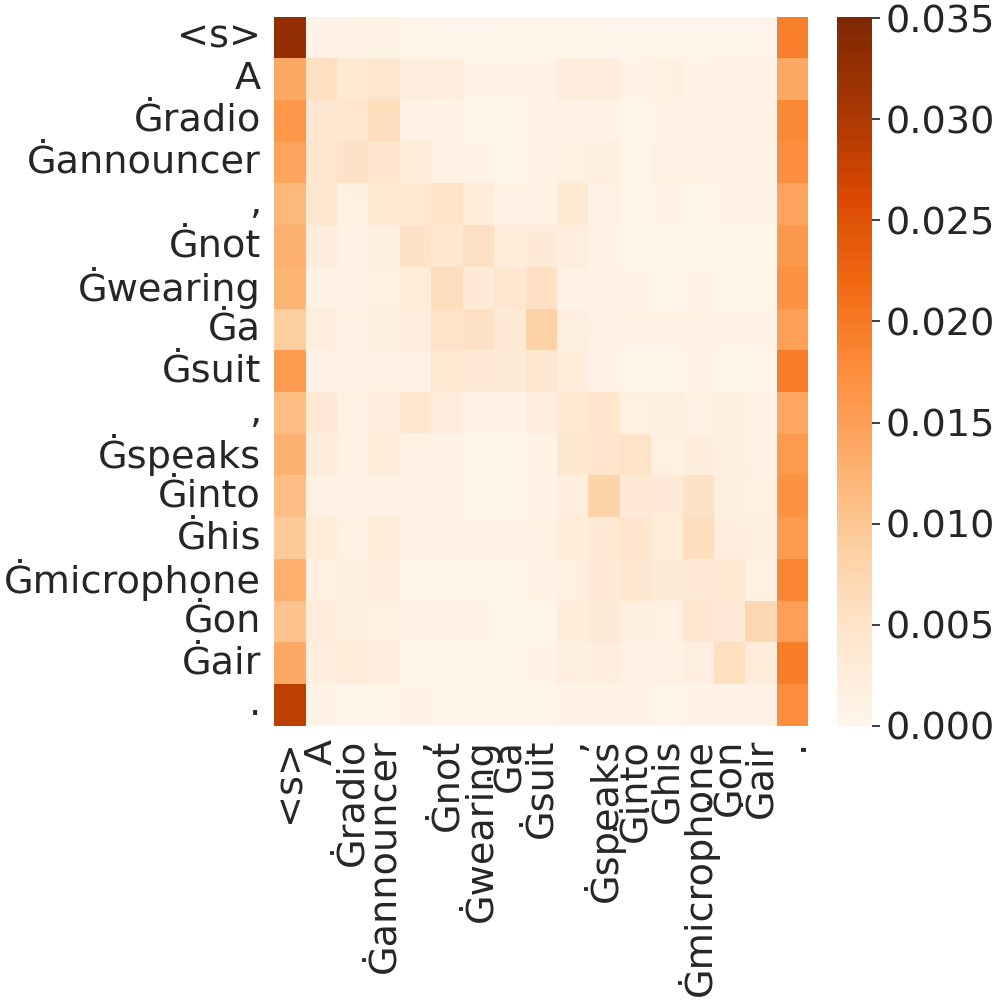 <s>
A
Ġradio
Ġannouncer
,
Ġnot
Ġwearing
Ġa
Ġsuit
,
Ġspeaks
Ġinto
Ġhis
Ġmicrophone
Ġon
Ġair
.
<s>
A
Ġradio
Ġannouncer
,
Ġnot
Ġwearing
Ġa
Ġsuit
,
Ġspeaks
Ġinto
Ġhis
Ġmicrophone
Ġon
Ġair
.
0.035
0.030
0.025
0.020
0.015
0.010
0.005
0.000